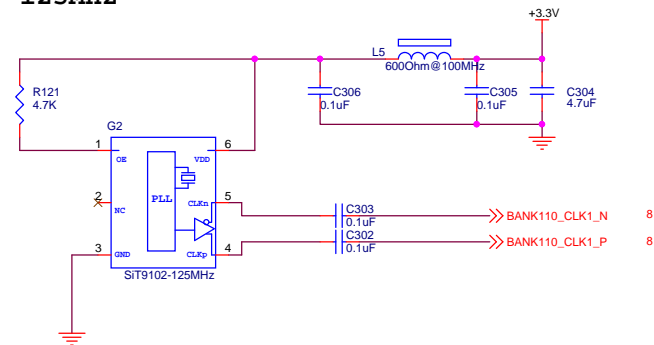 +3.3V
L5
600Ohm@100MHz
R121
4.7K
C306
0.1uF
C305
0.1uF
C304
4.7uF
G2
1
OE
VDD
6
PLL
2
NC
CLKn
5
C303
0.1uF
BANK110_CLK1_N
8
3
GND
CLKp
4
C302
0.1uF
BANK110_CLK1_P
8
SiT9102-125MHz